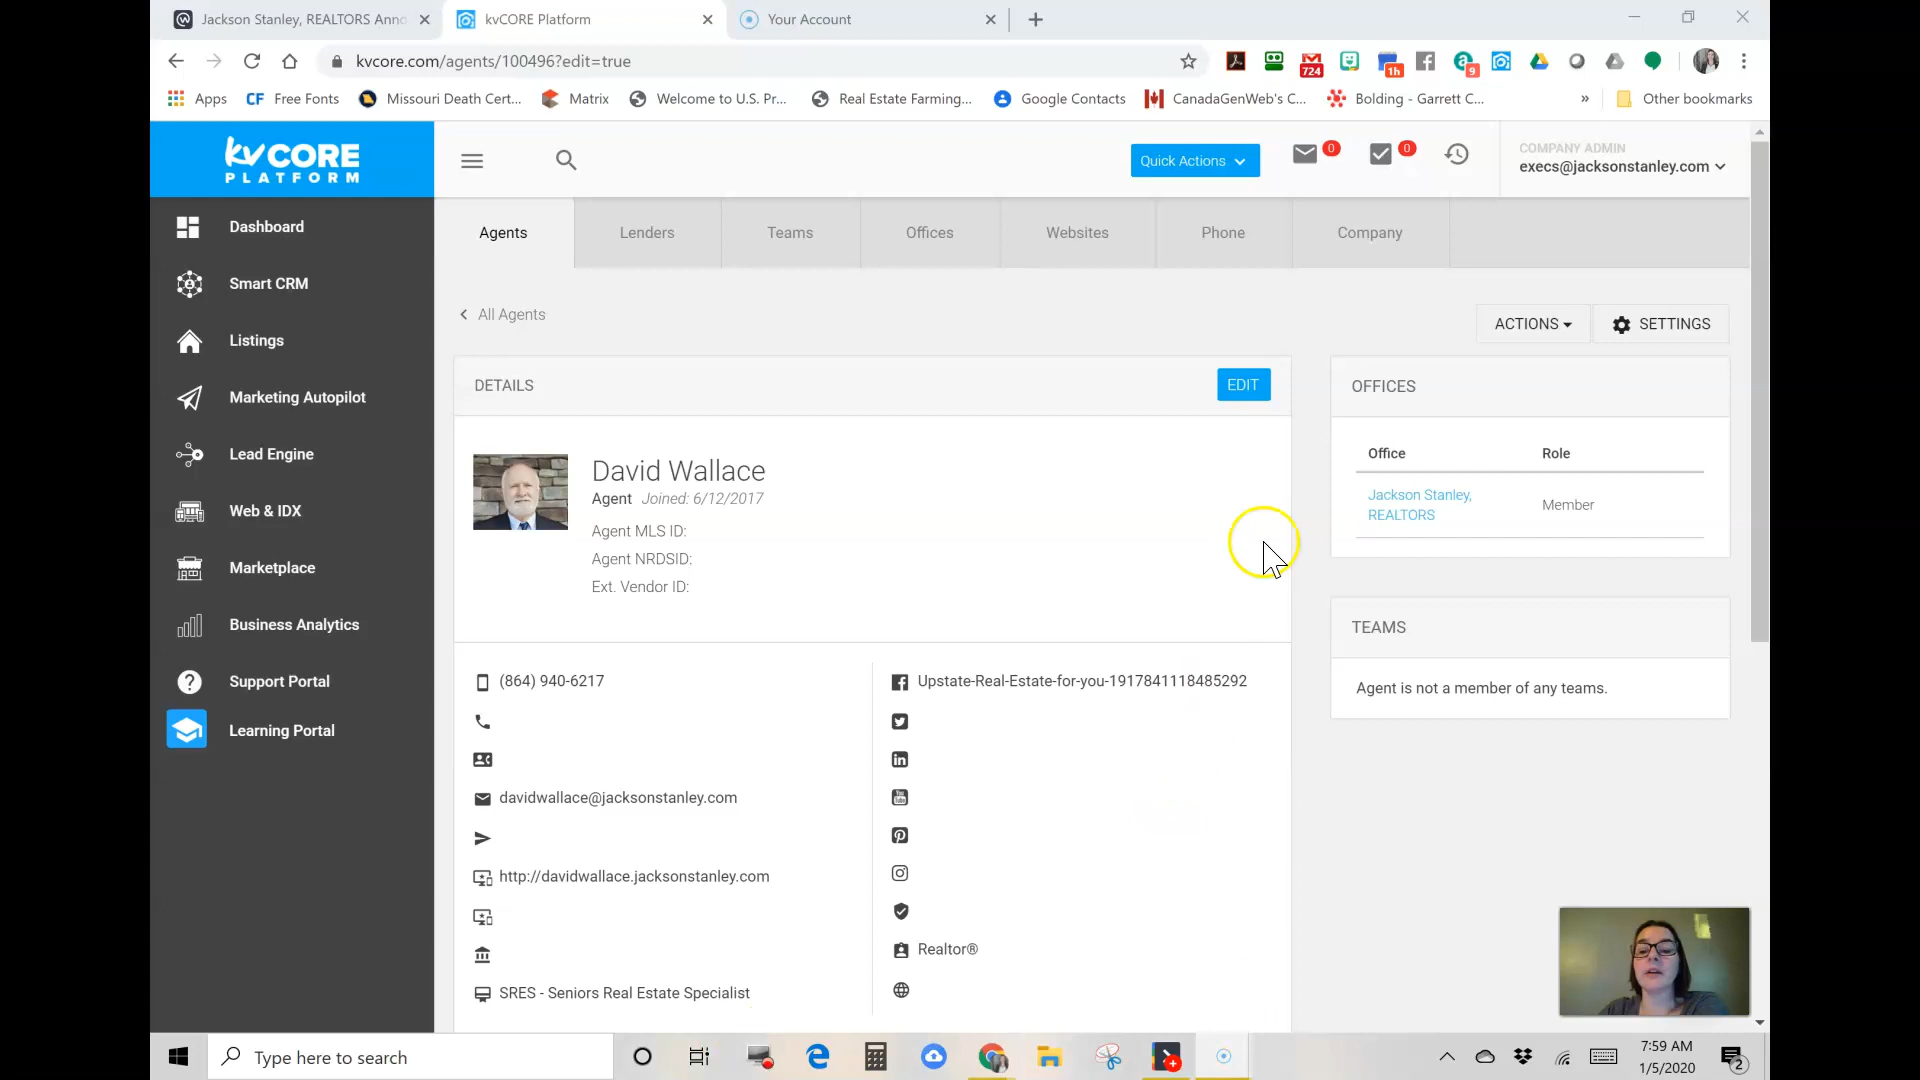 Jackson Stanley, REALTORS Anno
kvCORE Platform
Your Account
kvcore.com/agents/100496?edit=true
724
1h
9
Apps
CF Free Fonts
Missouri Death Cert...
Matrix
Welcome to U.S. Pr...
Real Estate Farming...
Google Contacts
CanadaGenWeb's C...
Bolding - Garrett C...
»
Other bookmarks
kvCORE
PLATFORM
Quick Actions
0
0
COMPANY ADMIN
execs@jacksonstanley.com
Dashboard
Smart CRM
Listings
Marketing Autopilot
Lead Engine
Web & IDX
Marketplace
Business Analytics
Support Portal
Learning Portal
Agents
Lenders
Teams
Offices
Websites
Phone
Company
All Agents
ACTIONS
SETTINGS
DETAILS
EDIT
David Wallace
Agent Joined: 6/12/2017
Agent MLS ID:
Agent NRDSID:
Ext. Vendor ID:
(864) 940-6217
davidwallace@jacksonstanley.com
http://davidwallace.jacksonstanley.com
SRES - Seniors Real Estate Specialist
Upstate-Real-Estate-for-you-1917841118485292
Realtor®
OFFICES
Office Role
Jackson Stanley,
REALTORS
Member
TEAMS
Agent is not a member of any teams.
Type here to search
7:59 AM
1/5/2020
2